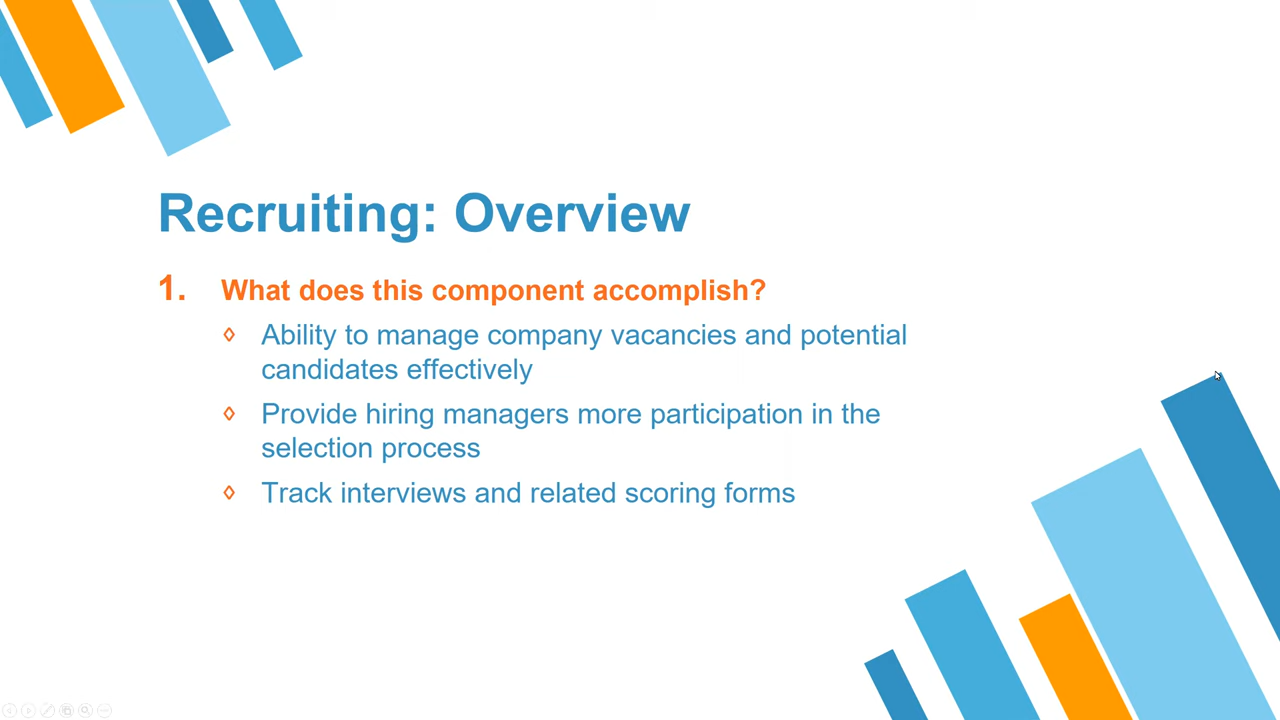 Recruiting: Overview
1. What does this component accomplish?
◊ Ability to manage company vacancies and potential
candidates effectively
◊ Provide hiring managers more participation in the
selection process
◊ Track interviews and related scoring forms